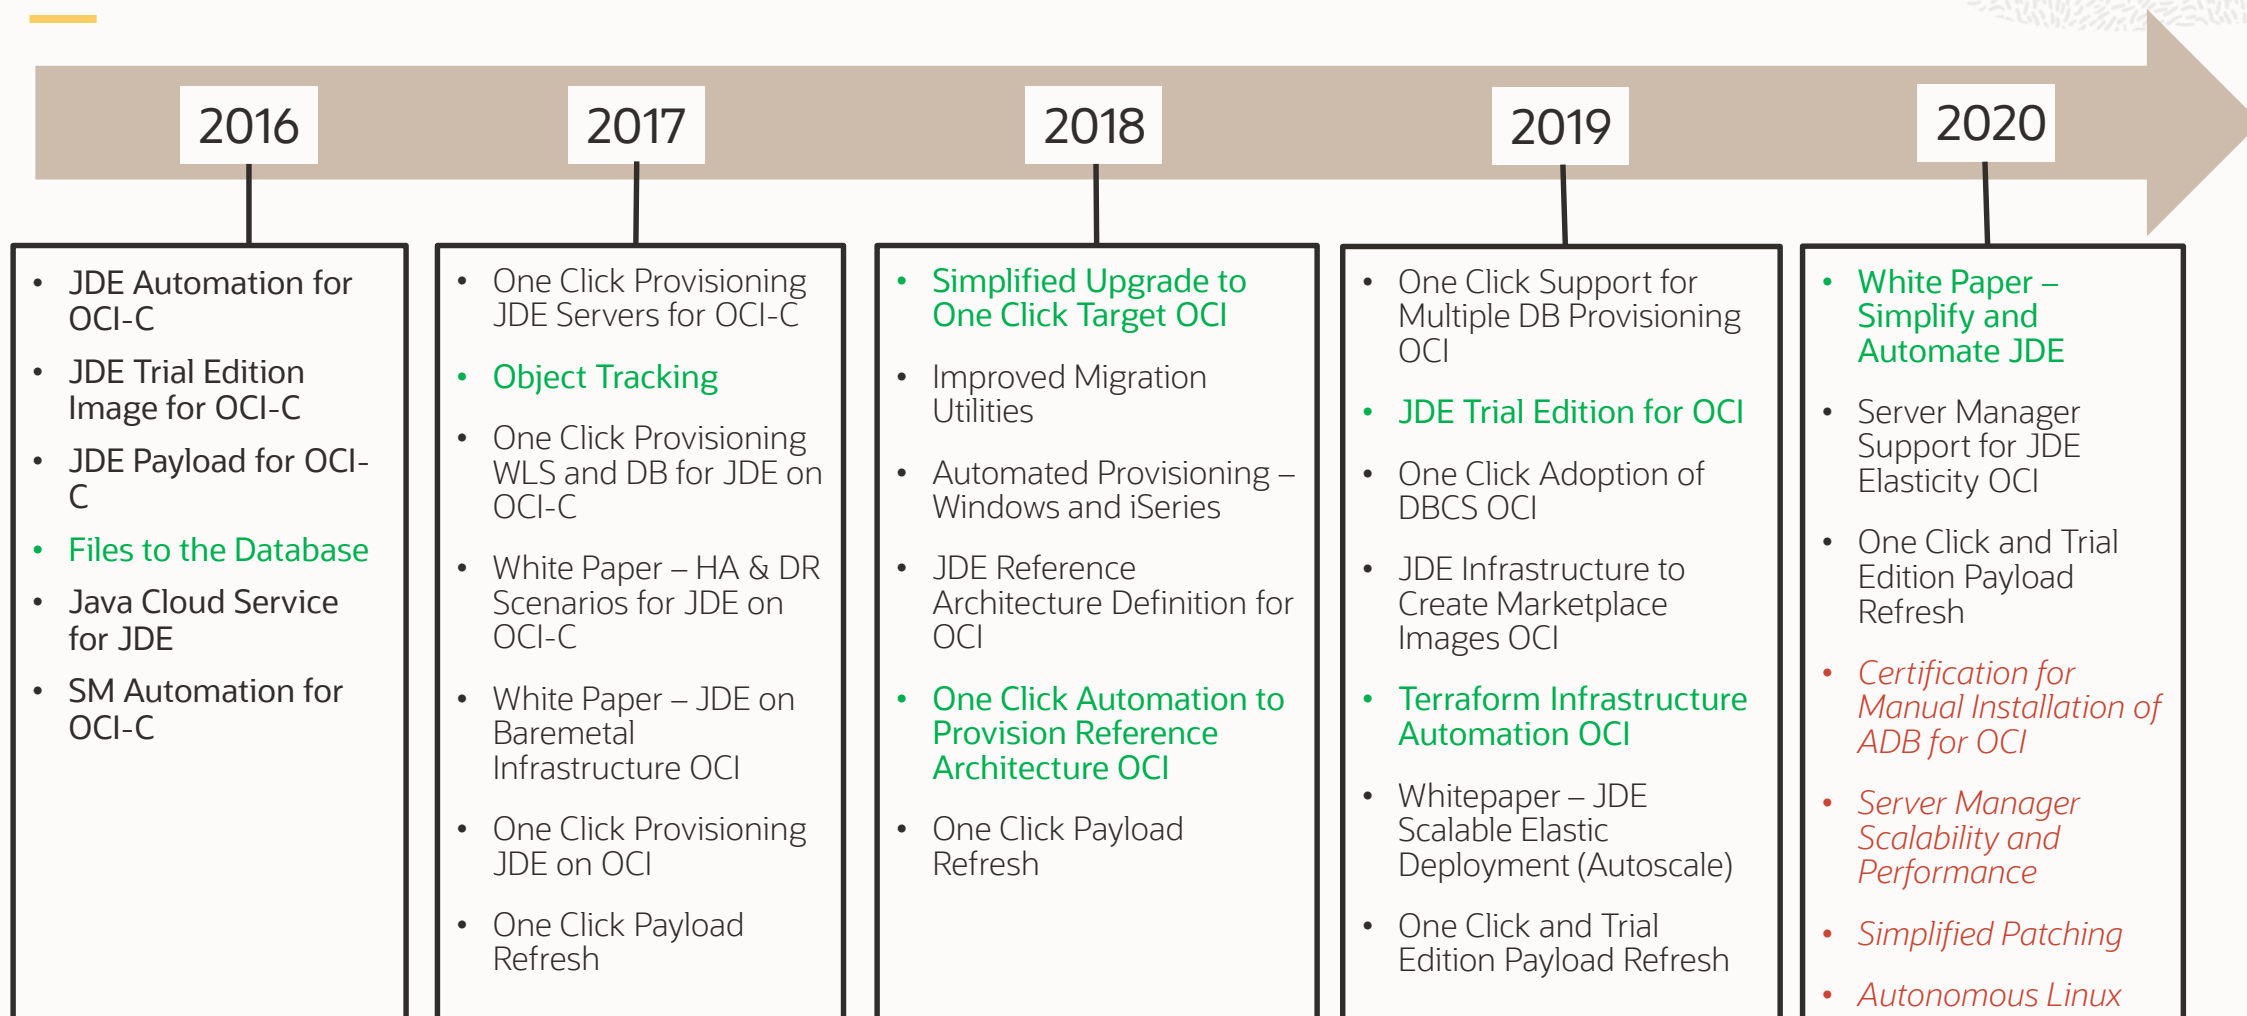 2016
2017
2018
2019
2020
• JDE Automation for
OCI-C
• JDE Trial Edition
Image for OCI-C
• JDE Payload for OCI-
C
• Files to the Database
• Java Cloud Service
for JDE
• SM Automation for
OCI-C
• One Click Provisioning
JDE Servers for OCI-C
• Object Tracking
• One Click Provisioning
WLS and DB for JDE on
OCI-C
• White Paper – HA & DR
Scenarios for JDE on
OCI-C
• White Paper – JDE on
Baremetal
Infrastructure OCI
• One Click Provisioning
JDE on OCI
• One Click Payload
Refresh
• Simplified Upgrade to
One Click Target OCI
• Improved Migration
Utilities
• Automated Provisioning –
Windows and iSeries
• JDE Reference
Architecture Definition for
OCI
• One Click Automation to
Provision Reference
Architecture OCI
• One Click Payload
Refresh
• One Click Support for
Multiple DB Provisioning
OCI
• JDE Trial Edition for OCI
• One Click Adoption of
DBCS OCI
• JDE Infrastructure to
Create Marketplace
Images OCI
• Terraform Infrastructure
Automation OCI
• Whitepaper – JDE
Scalable Elastic
Deployment (Autoscale)
• One Click and Trial
Edition Payload Refresh
• White Paper –
Simplify and
Automate JDE
• Server Manager
Support for JDE
Elasticity OCI
• One Click and Trial
Edition Payload
Refresh
• Certification for
Manual Installation of
ADB for OCI
• Server Manager
Scalability and
Performance
• Simplified Patching
• Autonomous Linux